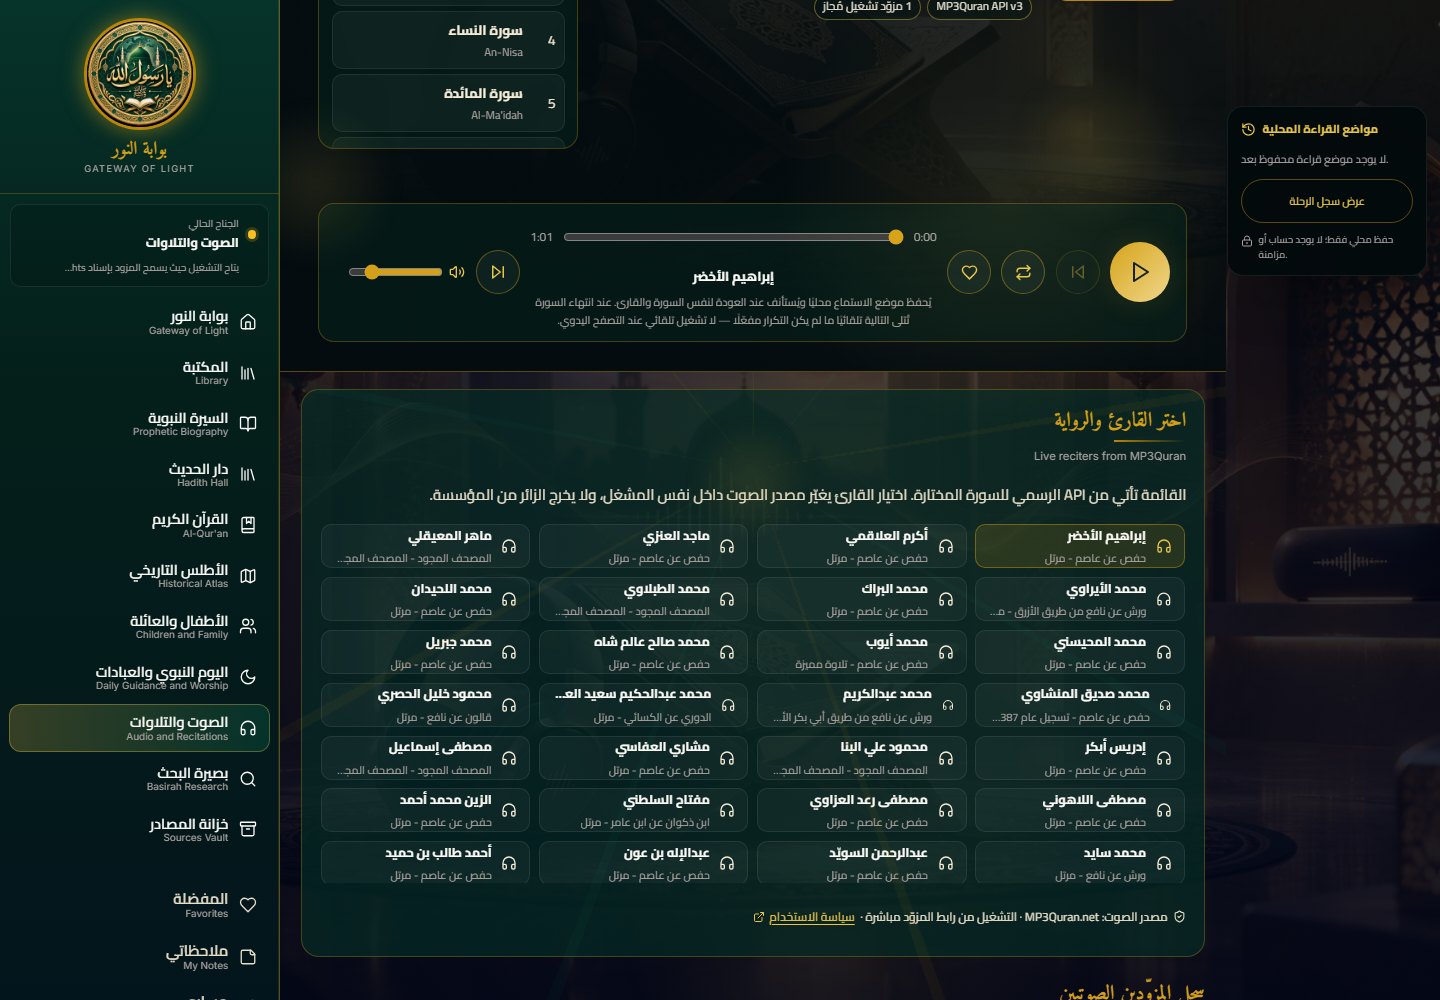 يا رسول الله
بوابة النور
GATEWAY OF LIGHT
الجناح الحالي
الصوت والتلاوات
يتاح التشغيل حيث يسمح المزود بإسناد hts...
بوابة النور
Gateway of Light
المكتبة
Library
السيرة النبوية
Prophetic Biography
دار الحديث
Hadith Hall
القرآن الكريم
Al-Qur'an
الأطلس التاريخي
Historical Atlas
الأطفال والعائلة
Children and Family
اليوم النبوي والعبادات
Daily Guidance and Worship
الصوت والتلاوات
Audio and Recitations
بصيرة البحث
Basirah Research
خزانة المصادر
Sources Vault
المفضلة
Favorites
ملاحظاتي
My Notes
MP3Quran API v3
1 مزوّد تشغيل مُجاز
4
سورة النساء
An-Nisa
5
سورة المائدة
Al-Ma'idah
مواضع القراءة المحلية
لا يوجد موضع قراءة محفوظ بعد.
عرض سجل الرحلة
حفظ محلي فقط؛ لا يوجد حساب أو
مزامنة.
0:00
1:01
إبراهيم الأخضر
يُحفظ موضع الاستماع محليًا ويُستأنف عند العودة لنفس السورة والقارئ. عند انتهاء السورة
تُتلى التالية تلقائيًا ما لم يكن التكرار مفعّلًا — لا تشغيل تلقائي عند التصفح اليدوي.
اختر القارئ والرواية
Live reciters from MP3Quran
القائمة تأتي من API الرسمي للسورة المختارة. اختيار القارئ يغيّر مصدر الصوت داخل نفس المشغل، ولا يخرج الزائر من المؤسسة.
إبراهيم الأخضر
حفص عن عاصم - مرتل
أكرم العلاقمي
حفص عن عاصم - مرتل
ماجد العنزي
حفص عن عاصم - مرتل
ماهر المعيقلي
المصحف المجود - المصحف المجـ...
محمد الأيراوي
ورش عن نافع من طريق الأزرق - مـ...
محمد البراك
حفص عن عاصم - مرتل
محمد الطبلاوي
المصحف المجود - المصحف المجـ...
محمد اللحيدان
حفص عن عاصم - مرتل
محمد المحيسني
حفص عن عاصم - مرتل
محمد أيوب
حفص عن عاصم - تلاوة مميزة
محمد صالح عالم شاه
حفص عن عاصم - مرتل
محمد جبريل
حفص عن عاصم - مرتل
محمد صديق المنشاوي
حفص عن عاصم - تسجيل عام 387...
محمد عبدالكريم
ورش عن نافع من طريق أبي بكر الأ...
محمد عبدالحكيم سعيد العـ...
الدوري عن الكسائي - مرتل
محمود خليل الحصري
قالون عن نافع - مرتل
إدريس أبكر
حفص عن عاصم - مرتل
محمود علي البنا
المصحف المجود - المصحف المجـ...
مشاري العفاسي
حفص عن عاصم - مرتل
مصطفى إسماعيل
المصحف المجود - المصحف المجـ...
مصطفى اللاهوني
حفص عن عاصم - مرتل
مصطفى رعد العزاوي
حفص عن عاصم - مرتل
مفتاح السلطني
ابن ذكوان عن ابن عامر - مرتل
الزين محمد أحمد
حفص عن عاصم - مرتل
محمد سايد
ورش عن نافع - مرتل
عبدالرحمن السويّد
حفص عن عاصم - مرتل
عبدالإله بن عون
حفص عن عاصم - مرتل
أحمد طالب بن حميد
حفص عن عاصم - مرتل
مصدر الصوت: MP3Quran.net · التشغيل من رابط المزوّد مباشرة · سياسة الاستخدام
سجل المزوّدين الصوتيين